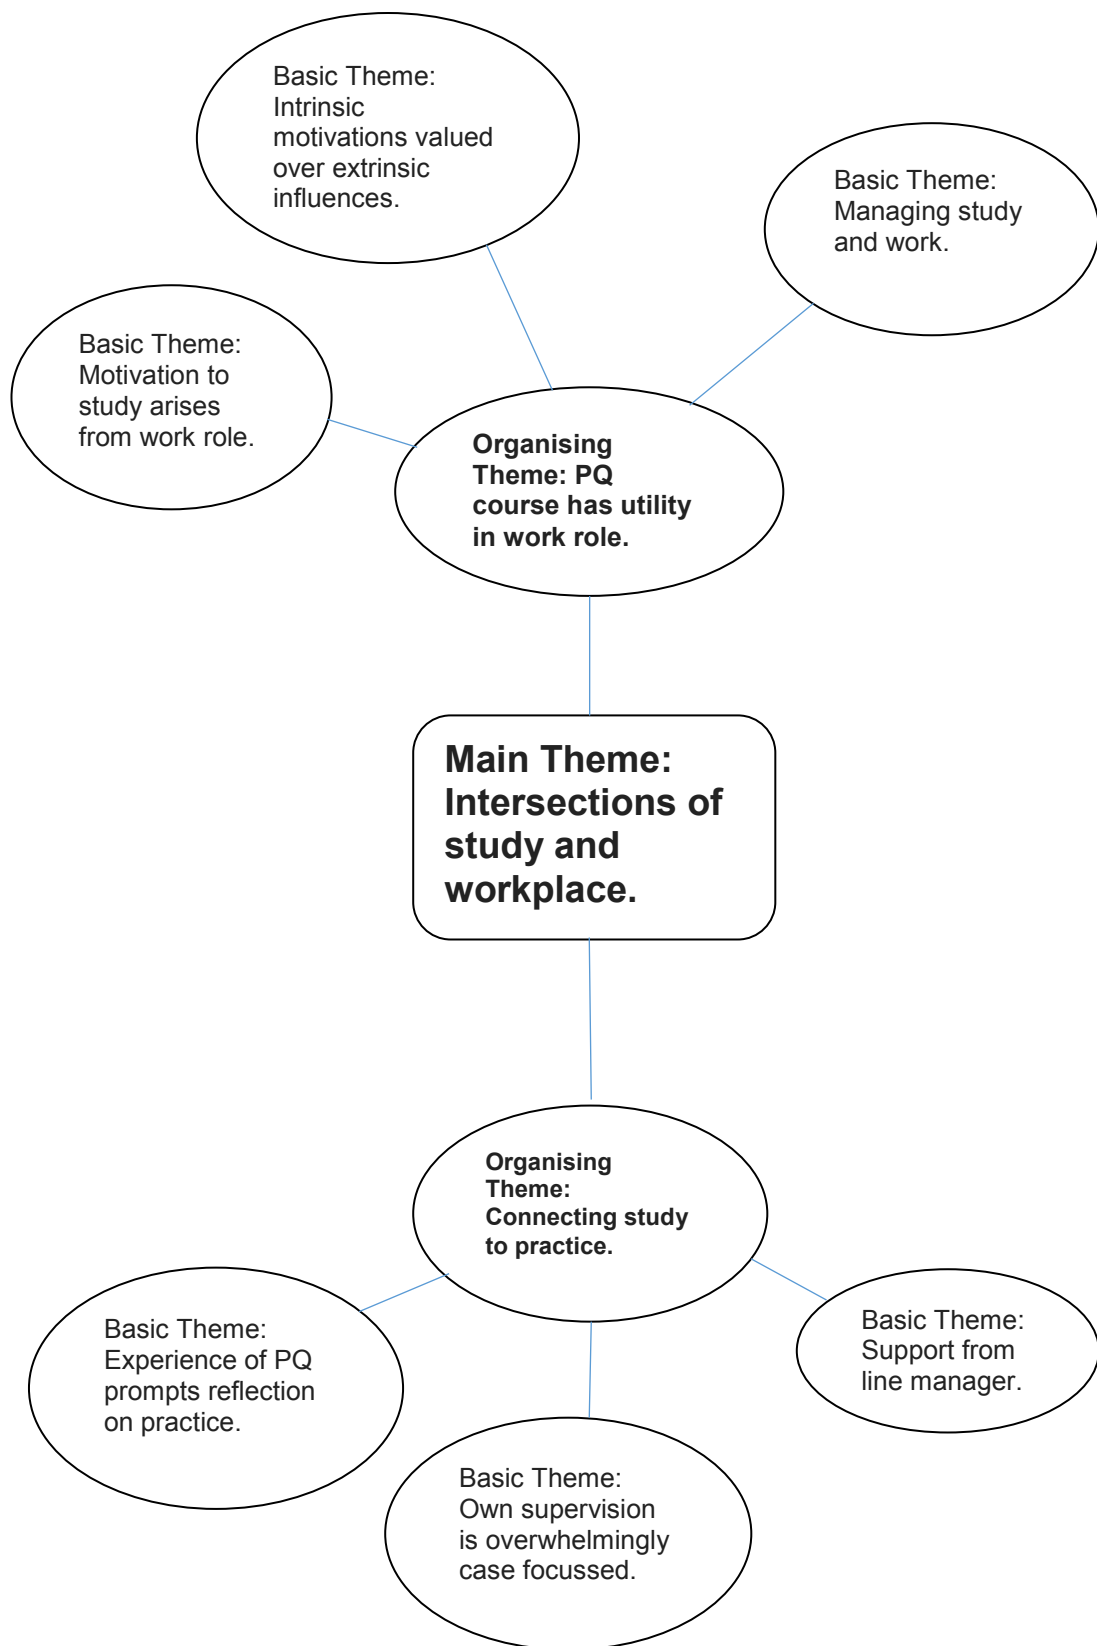 Basic Theme:
Intrinsic
motivations valued
over extrinsic
influences.
Basic Theme:
Managing study
and work.
Basic Theme:
Motivation to
study arises
from work role.
Organising
Theme: PQ
course has utility
in work role.
Main Theme:
Intersections of
study and
workplace.
Organising
Theme:
Connecting study
to practice.
Basic Theme:
Experience of PQ
prompts reflection
on practice.
Basic Theme:
Support from
line manager.
Basic Theme:
Own supervision
is overwhelmingly
case focussed.